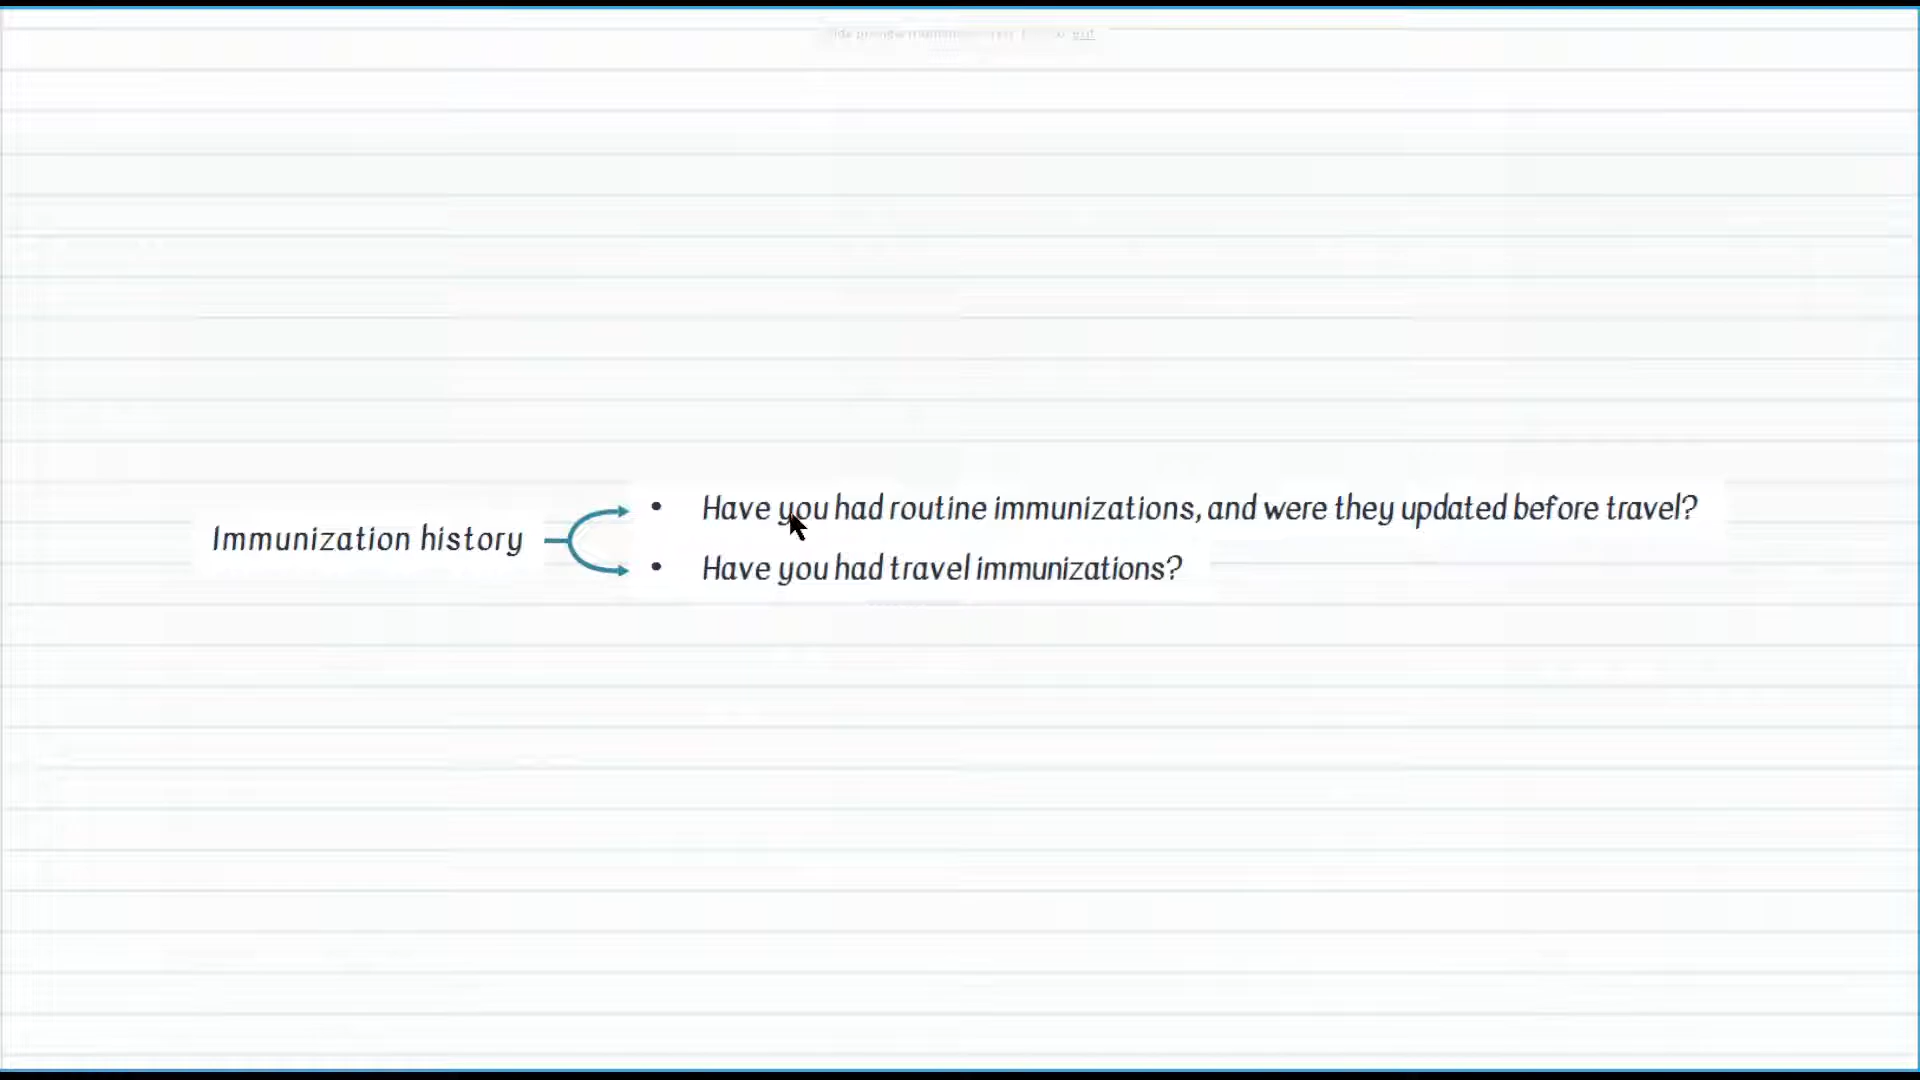 Immunization history
• Have you had routine immunizations, and were they updated before travel?
• Have you had travel immunizations?